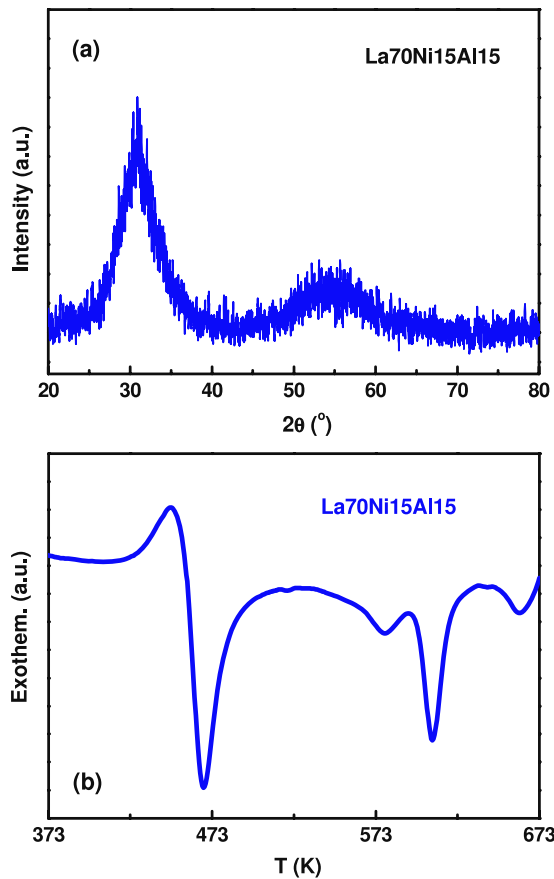 (a)
La70Ni15Al15
Intensity (a.u.)
20 30 40 50 60 70 80
2θ (°)
La70Ni15Al15
Exothem. (a.u.)
(b)
373 473 573 673
T (K)